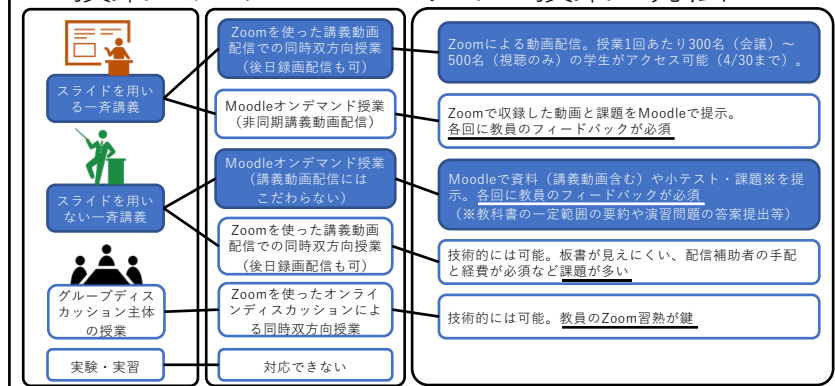 Zoomを使った講義動画
配信での同時双方向授業
(後日録画配信も可)
Zoomによる動画配信。授業1回あたり300名(会議)~
500名(視聴のみ)の学生がアクセス可能(4/30まで)。
スライドを用い
る一斉講義
Moodleオンデマンド授業
(非同期講義動画配信)
Zoomで収録した動画と課題をMoodleで提示。
各回に教員のフィードバックが必須
Moodleオンデマンド授業
(講義動画配信には
こだわらない)
Moodleで資料(講義動画含む)や小テスト・課題※を提
示。各回に教員のフィードバックが必須
(※教科書の一定範囲の要約や演習問題の答案提出等)
スライドを用い
ない一斉講義
Zoomを使った講義動画
配信での同時双方向授業
(後日録画配信も可)
技術的には可能。板書が見えにくい、配信補助者の手配
と経費が必須など課題が多い
グループディス
カッション主体
の授業
Zoomを使ったオンライ
ンディスカッションによ
る同時双方向授業
技術的には可能。教員のZoom習熟が鍵
実験・実習
対応できない